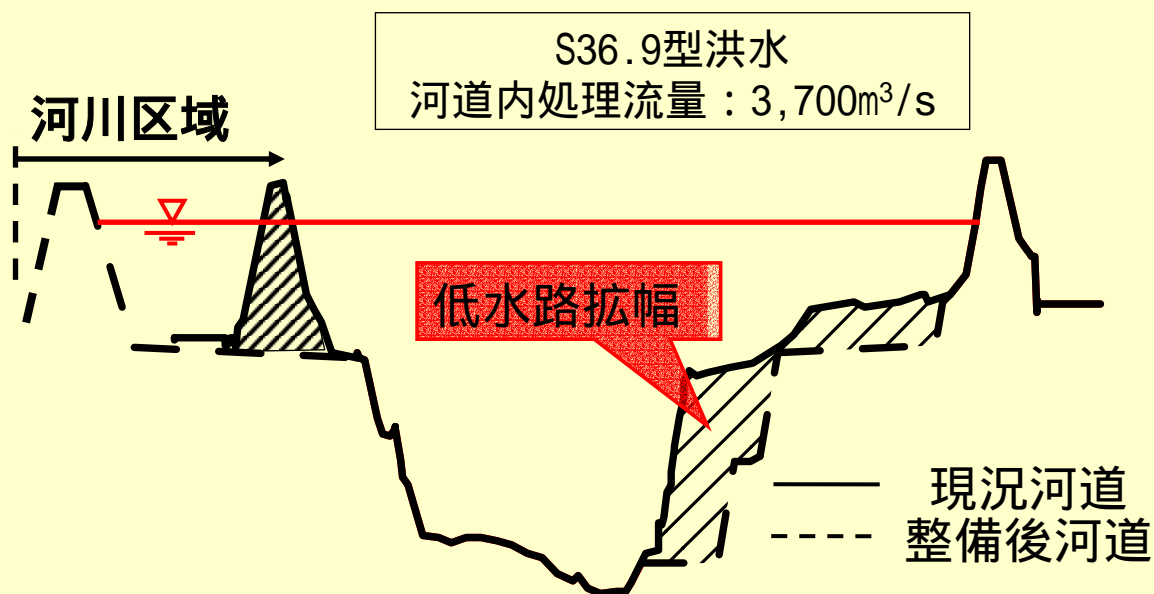 S36.9型洪水
河道内処理流量：3,700m³/s
河川区域
低水路拡幅
現況河道
整備後河道